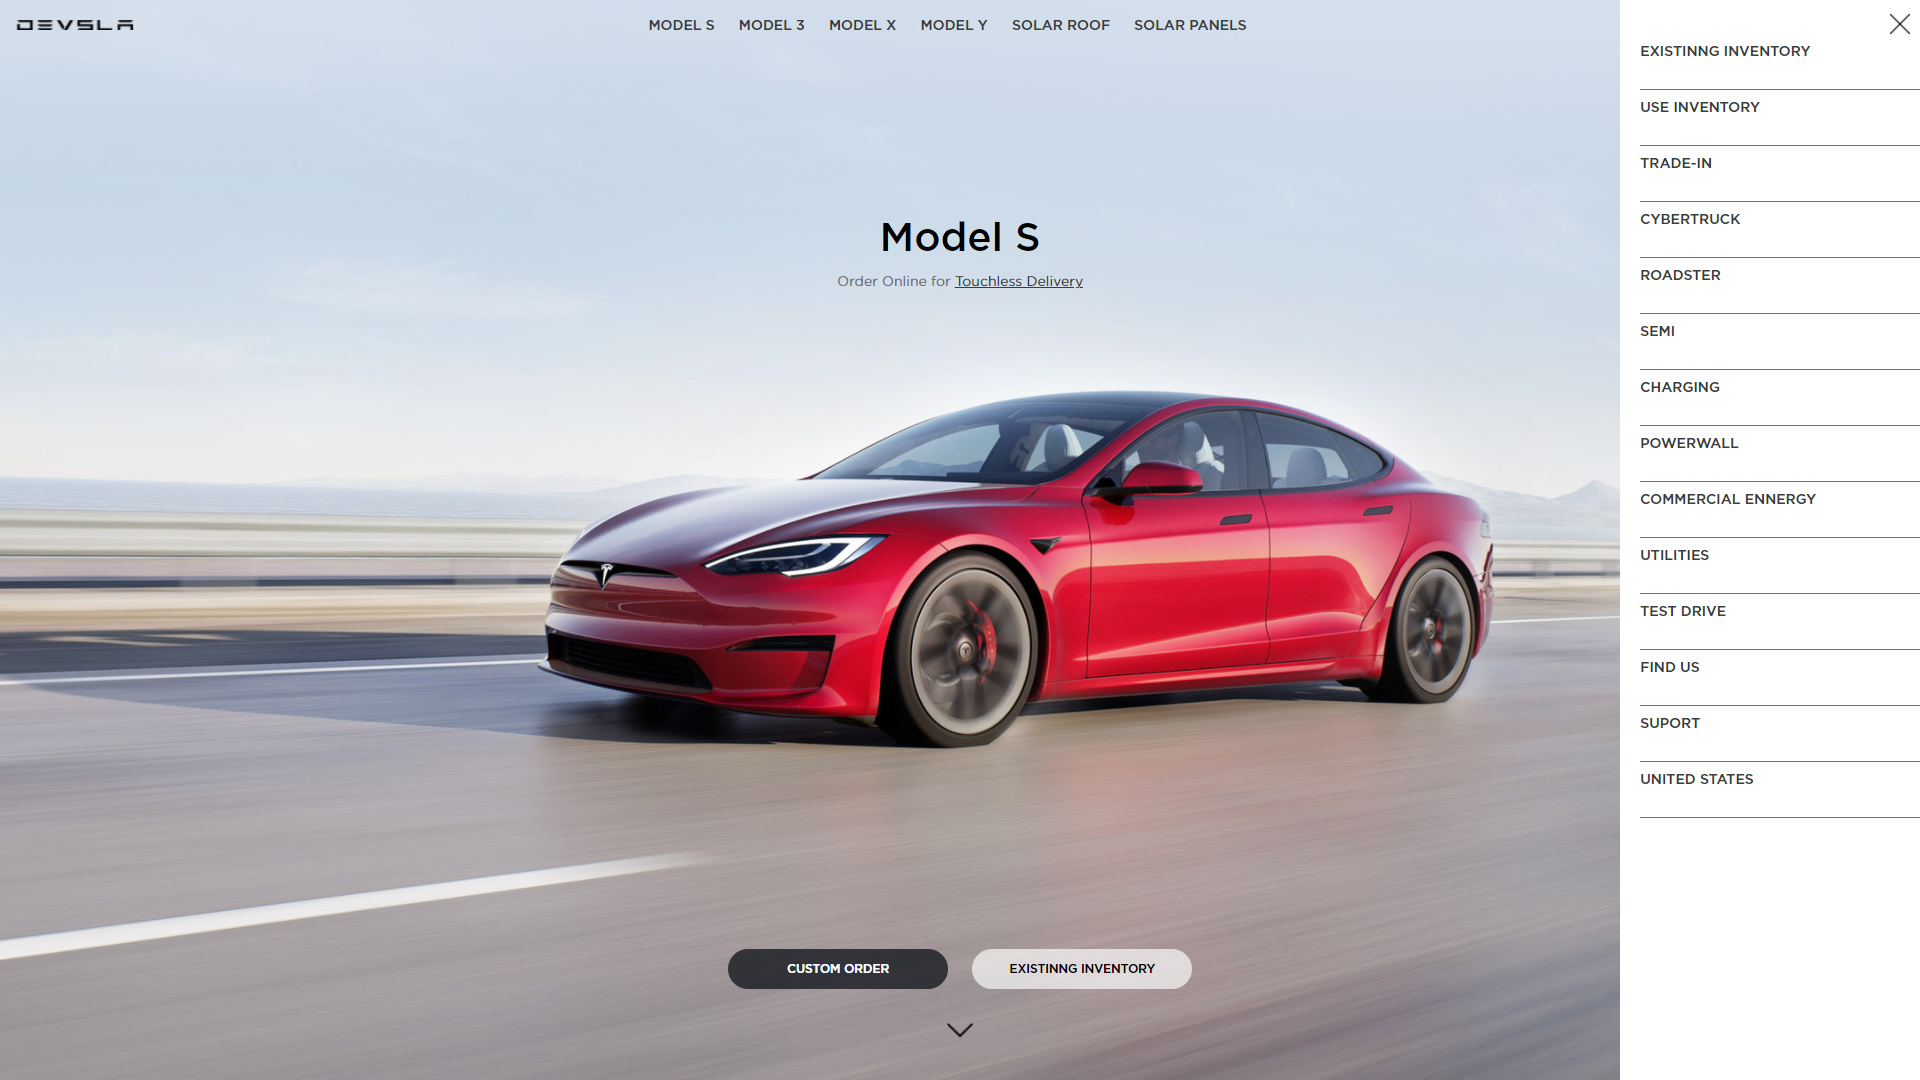 DEVSLA
MODEL S MODEL 3 MODEL X MODEL Y SOLAR ROOF SOLAR PANELS
Model S
Order Online for Touchless Delivery
CUSTOM ORDER
EXISTINNG INVENTORY
EXISTINNG INVENTORY
USE INVENTORY
TRADE-IN
CYBERTRUCK
ROADSTER
SEMI
CHARGING
POWERWALL
COMMERCIAL ENNERGY
UTILITIES
TEST DRIVE
FIND US
SUPORT
UNITED STATES